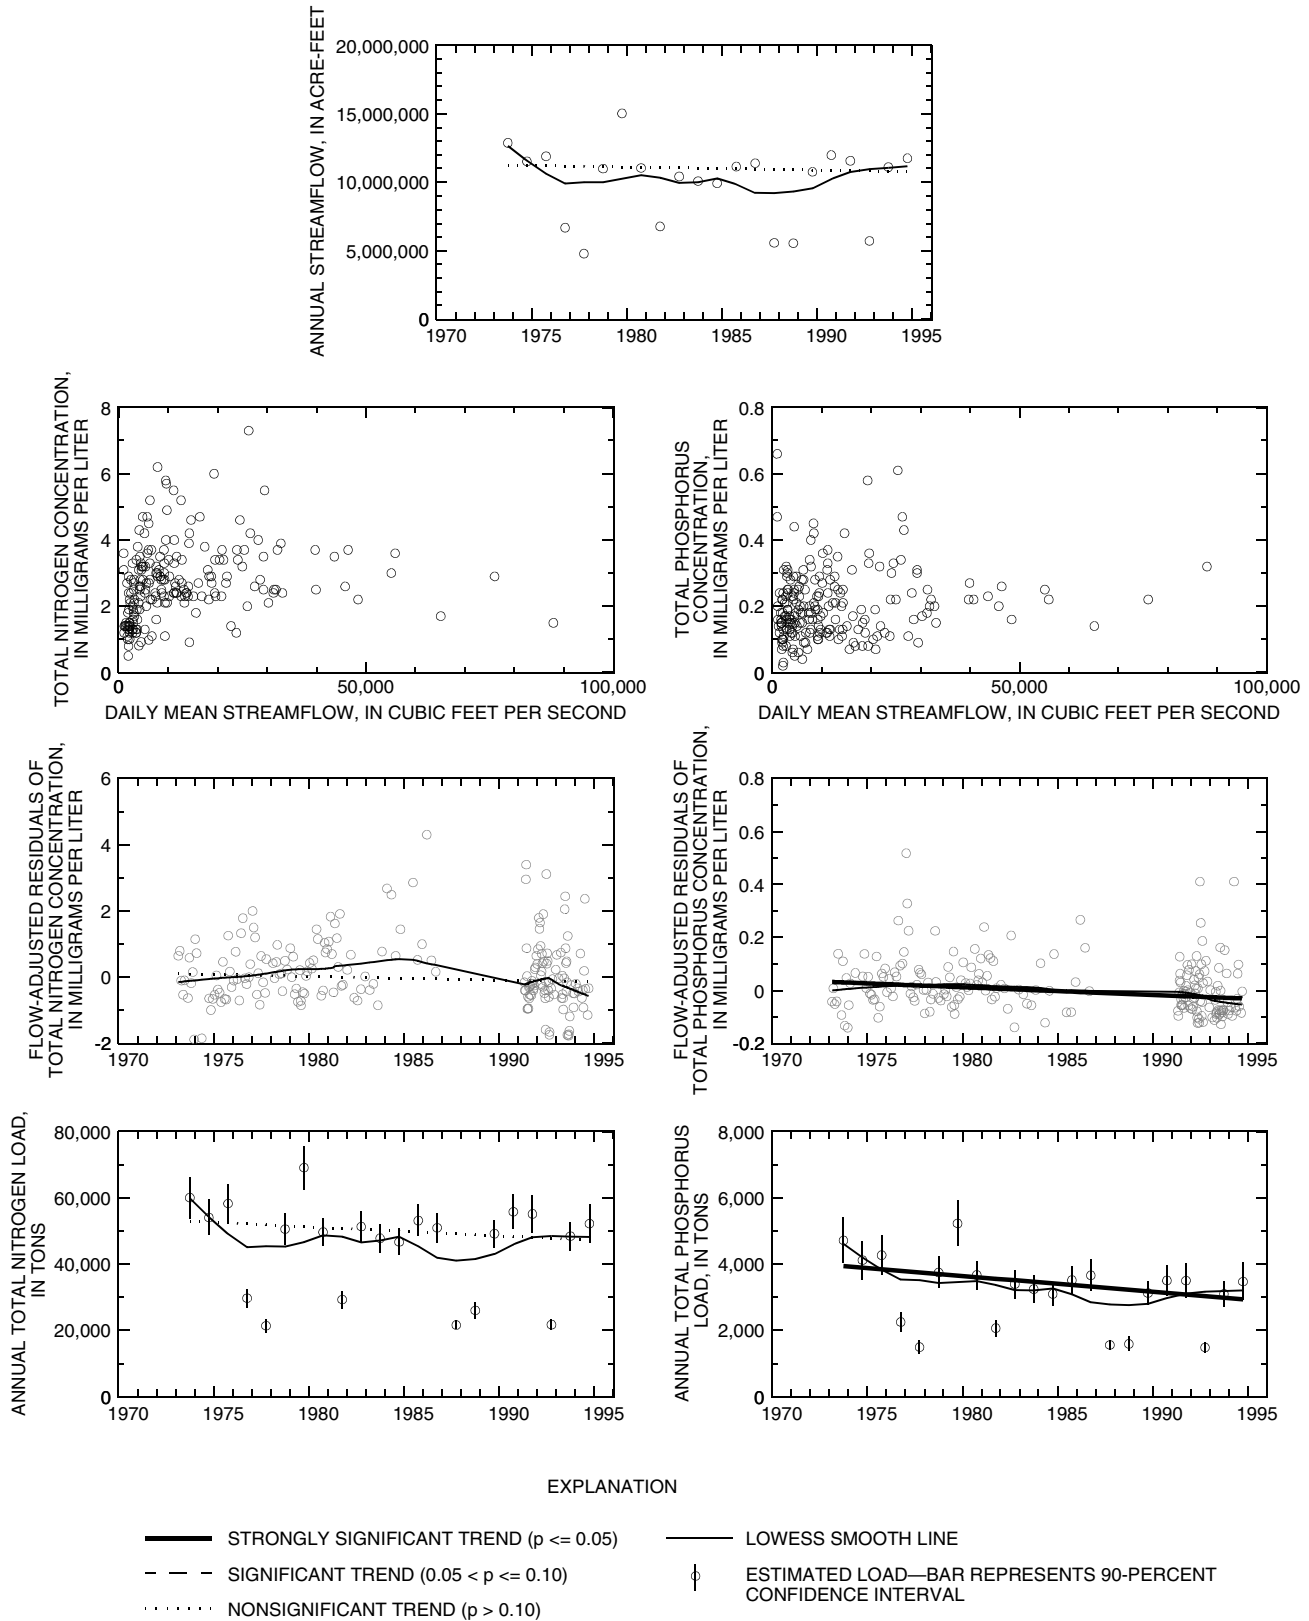 ANNUAL STREAMFLOW, IN ACRE-FEET
20,000,000
15,000,000
10,000,000
5,000,000
0
1970 1975 1980 1985 1990 1995
TOTAL NITROGEN CONCENTRATION,
IN MILLIGRAMS PER LITER
8
6
4
2
0
0 50,000 100,000
DAILY MEAN STREAMFLOW, IN CUBIC FEET PER SECOND
TOTAL PHOSPHORUS
CONCENTRATION,
IN MILLIGRAMS PER LITER
0.8
0.6
0.4
0.2
0
0 50,000 100,000
DAILY MEAN STREAMFLOW, IN CUBIC FEET PER SECOND
FLOW-ADJUSTED RESIDUALS OF
TOTAL NITROGEN CONCENTRATION,
IN MILLIGRAMS PER LITER
6
4
2
0
-2
1970 1975 1980 1985 1990 1995
FLOW-ADJUSTED RESIDUALS OF
TOTAL PHOSPHORUS CONCENTRATION,
IN MILLIGRAMS PER LITER
0.8
0.6
0.4
0.2
0
-0.2
1970 1975 1980 1985 1990 1995
ANNUAL TOTAL NITROGEN LOAD,
IN TONS
80,000
60,000
40,000
20,000
0
1970 1975 1980 1985 1990 1995
ANNUAL TOTAL PHOSPHORUS
LOAD, IN TONS
8,000
6,000
4,000
2,000
0
1970 1975 1980 1985 1990 1995
EXPLANATION
STRONGLY SIGNIFICANT TREND (p <= 0.05)
SIGNIFICANT TREND (0.05 < p <= 0.10)
NONSIGNIFICANT TREND (p > 0.10)
LOWESS SMOOTH LINE
ESTIMATED LOAD—BAR REPRESENTS 90-PERCENT
CONFIDENCE INTERVAL